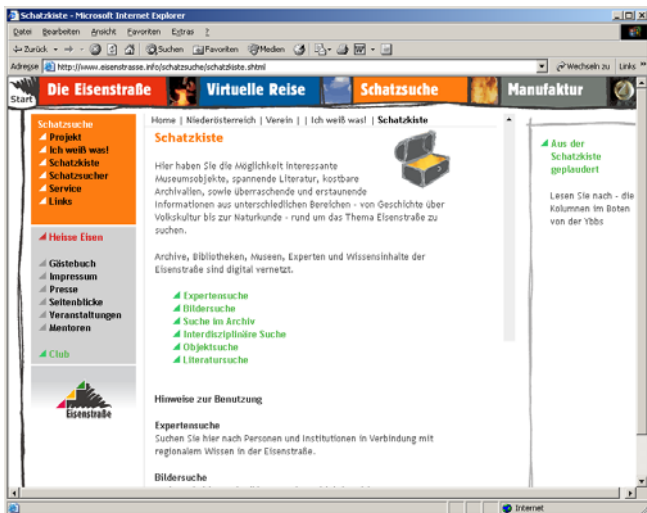 Schatzkiste - Microsoft Internet Explorer
Datei Bearbeiten Ansicht Favoriten Extras ?
Zurück Suchen Favoriten Medien
Adresse http://www.eisenstrasse.info/schatzsuche/schatzkiste.shtml Wechseln zu Links »
Start Die Eisenstraße Virtuelle Reise Schatzsuche Manufaktur
Home | Niederösterreich | Verein | | Ich weiß was! | Schatzkiste
Schatzsuche
Projekt
Ich weiß was!
Schatzkiste
Schatzsucher
Service
Links
Heisse Eisen
Gästebuch
Impressum
Presse
Seitenblicke
Veranstaltungen
Mentoren
Club
Eisenstraße
Schatzkiste
Hier haben Sie die Möglichkeit interessante
Museumsobjekte, spannende Literatur, kostbare
Archivalien, sowie überraschende und erstaunende
Informationen aus unterschiedlichen Bereichen - von Geschichte über
Volkskultur bis zur Naturkunde - rund um das Thema Eisenstraße zu
suchen.
Archive, Bibliotheken, Museen, Experten und Wissensinhalte der
Eisenstraße sind digital vernetzt.
Expertensuche
Bildersuche
Suche im Archiv
Interdisziplinäre Suche
Objektsuche
Literatursuche
Hinweise zur Benutzung
Expertensuche
Suchen Sie hier nach Personen und Institutionen in Verbindung mit
regionalem Wissen in der Eisenstraße.
Bildersuche
Aus der
Schatzkiste
geplaudert
Lesen Sie nach - die
Kolumnen im Boten
von der Ybbs
Internet